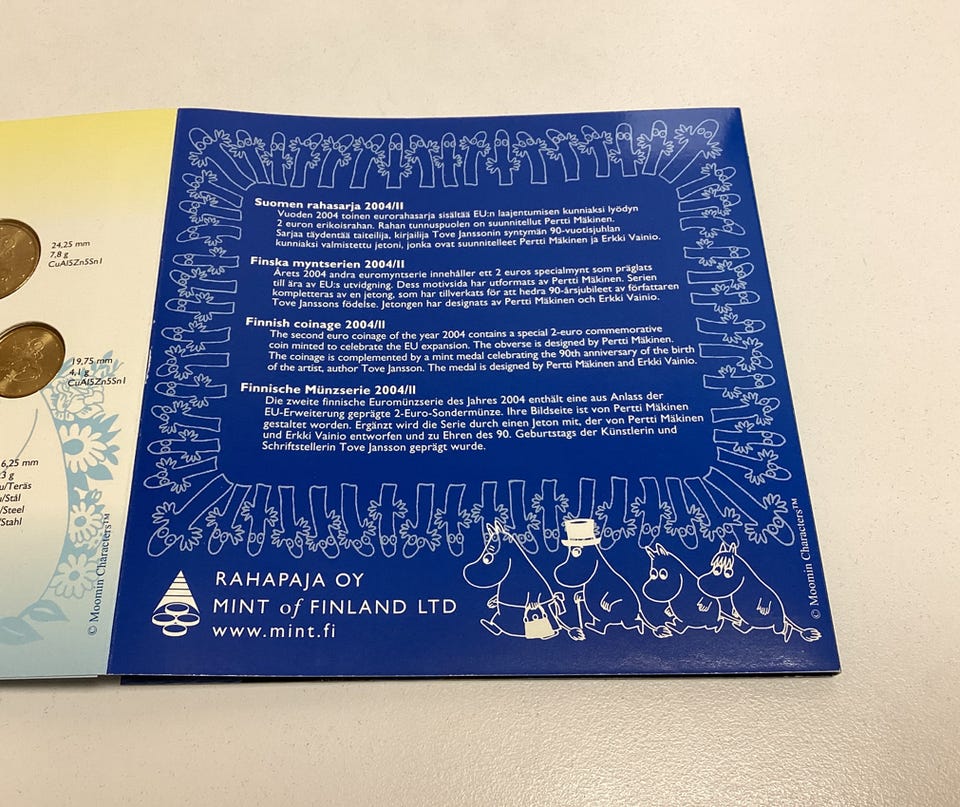 24,25 mm
7,8 g
CuAl5Zn5Sn1
19,75 mm
4,1 g
CuAl5Zn5Sn1
6,25 mm
3 g
u/Teräs
/Stål
/Steel
/Stahl
© Moomin Characters™
Suomen rahasarja 2004/II
Vuoden 2004 toinen eurorahasarja sisältää EU:n laajentumisen kunniaksi lyödyn
2 euron erikoisrahan. Rahan tunnuspuolen on suunnitellut Pertti Mäkinen.
Sarjaa täydentää taiteilija, kirjailija Tove Janssonin syntymän 90-vuotisjuhlan
kunniaksi valmistettu jetoni, jonka ovat suunnitelleet Pertti Mäkinen ja Erkki Vainio.
Finska myntserien 2004/II
Årets 2004 andra euromyntserie innehåller ett 2 euros specialmynt som präglats
till ära av EU:s utvidgning. Dess motivsida har utformats av Pertti Mäkinen. Serien
kompletteras av en jetong, som har tillverkats för att hedra 90-årsjubileet av författaren
Tove Janssons födelse. Jetongen har designats av Pertti Mäkinen och Erkki Vainio.
Finnish coinage 2004/II
The second euro coinage of the year 2004 contains a special 2-euro commemorative
coin minted to celebrate the EU expansion. The obverse is designed by Pertti Mäkinen.
The coinage is complemented by a mint medal celebrating the 90th anniversary of the birth
of the artist, author Tove Jansson. The medal is designed by Pertti Mäkinen and Erkki Vainio.
Finnische Münzserie 2004/II
Die zweite finnische Euromünzserie des Jahres 2004 enthält eine aus Anlass der
EU-Erweiterung geprägte 2-Euro-Sondermünze. Ihre Bildseite ist von Pertti Mäkinen
gestaltet worden. Ergänzt wird die Serie durch einen Jeton mit, der von Pertti Mäkinen
und Erkki Vainio entworfen und zu Ehren des 90. Geburtstags der Künstlerin und
Schriftstellerin Tove Jansson geprägt wurde.
RAHAPAJA OY
MINT of FINLAND LTD
www.mint.fi
© Moomin Characters™